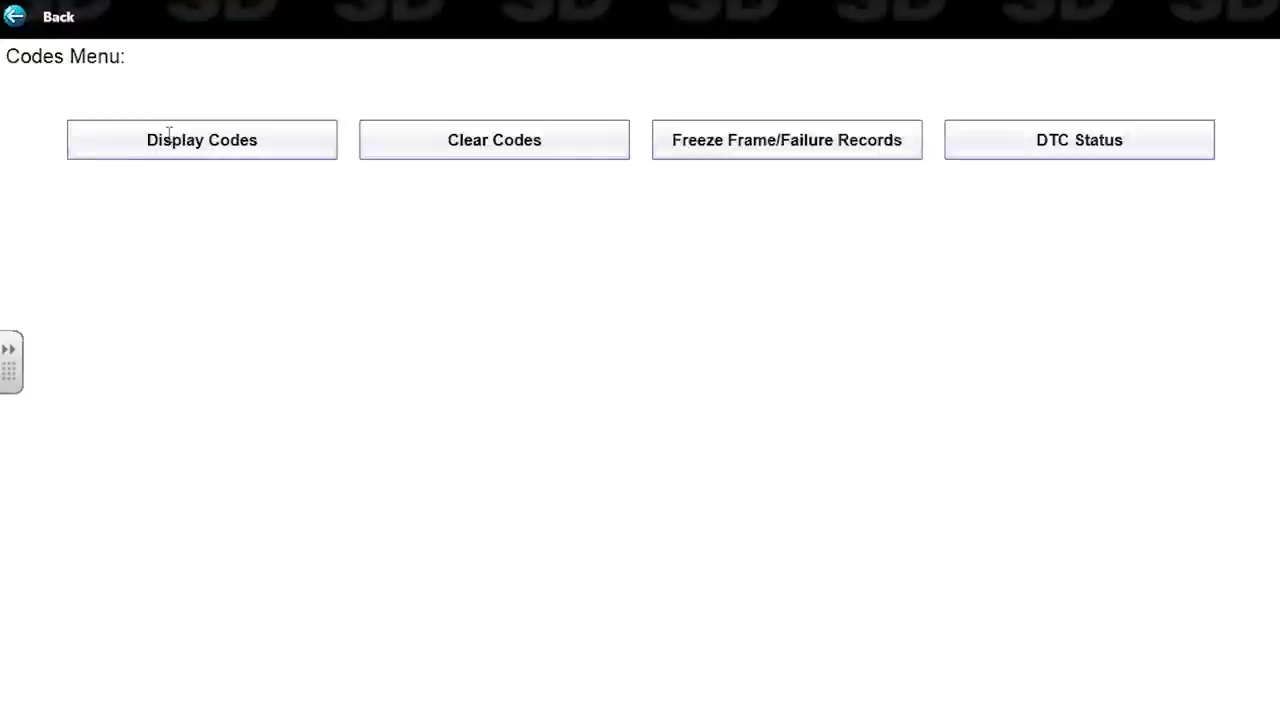 Back
Codes Menu:
Display Codes
Clear Codes
Freeze Frame/Failure Records
DTC Status